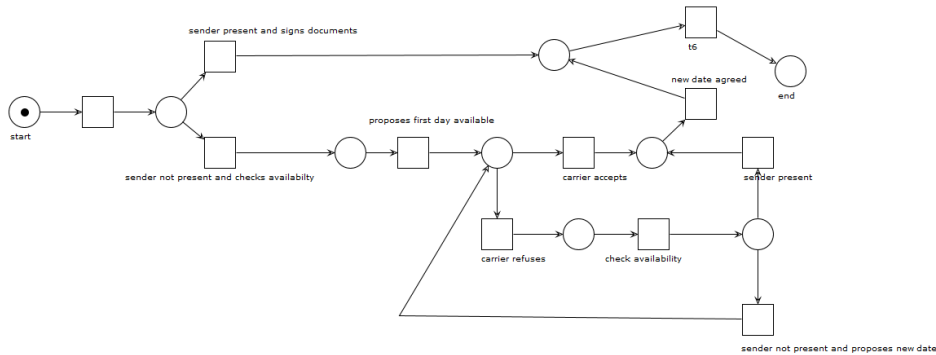 sender present and signs documents
t6
new date agreed
end
start
proposes first day available
sender not present and checks availabilty
carrier accepts
sender present
carrier refuses
check availability
sender not present and proposes new date